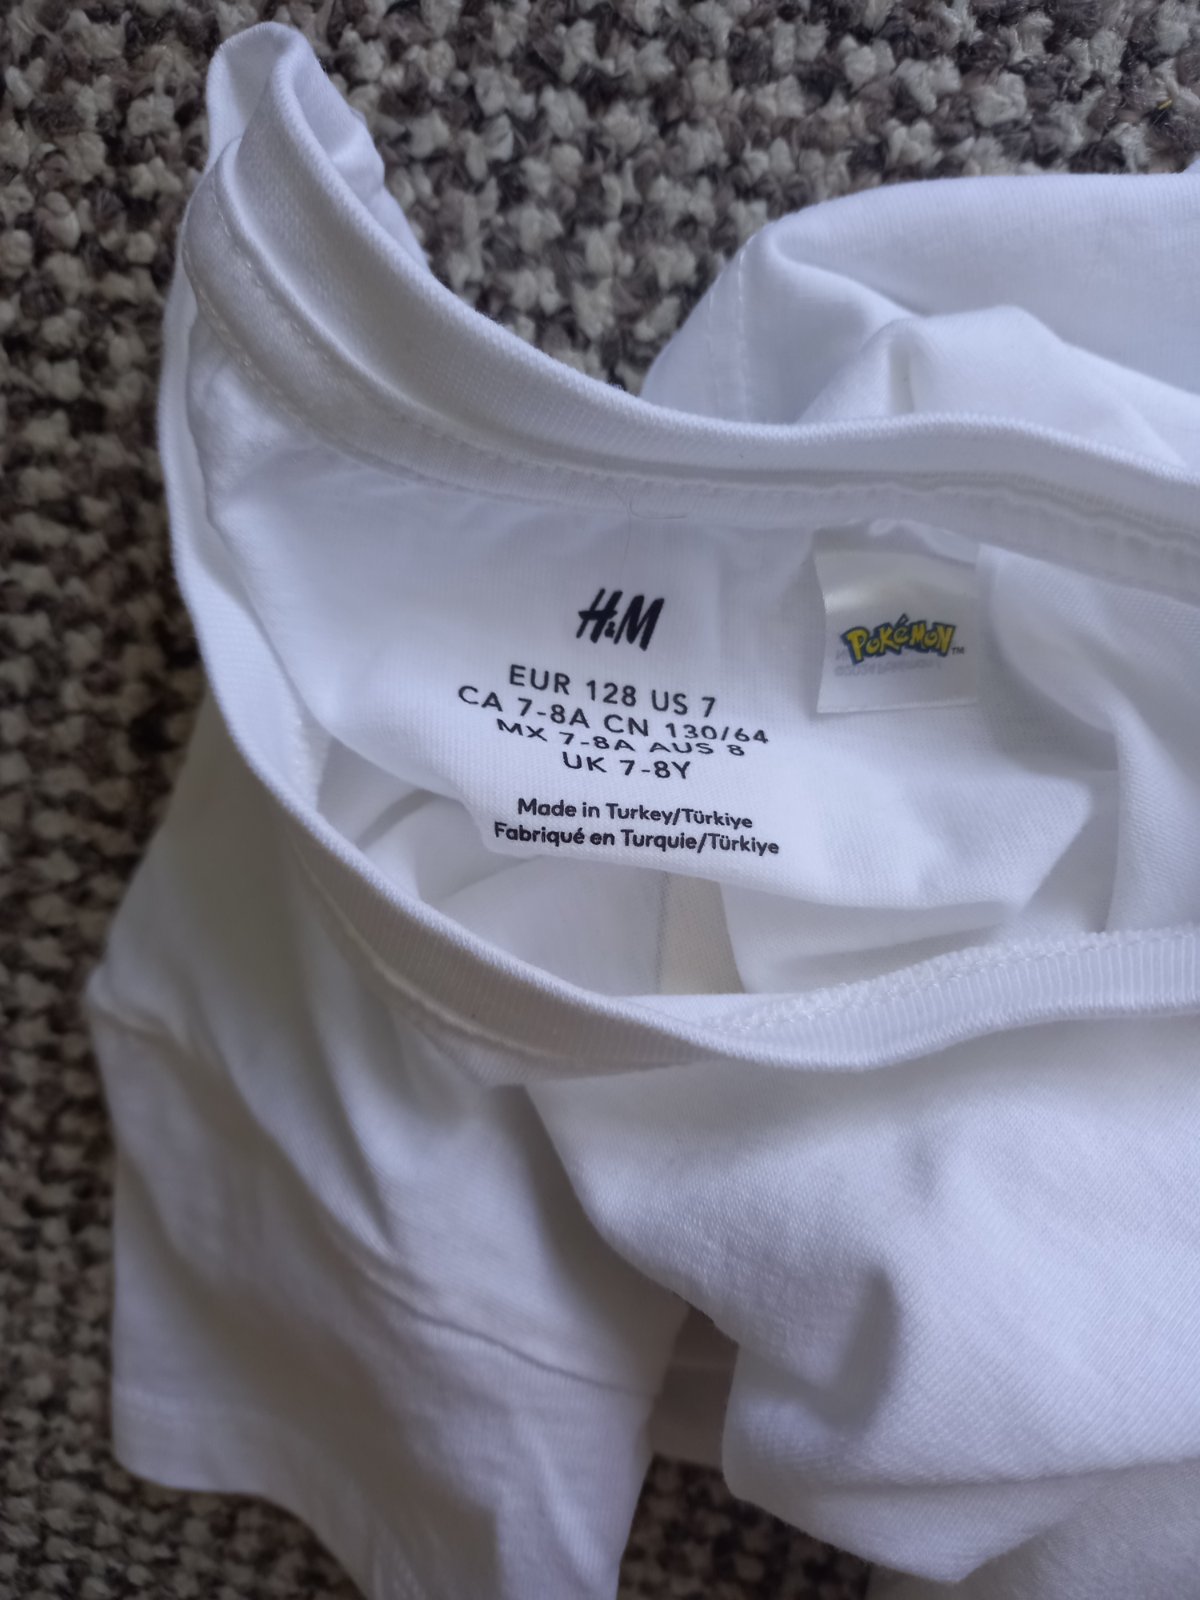 H&M
EUR 128 US 7
CA 7-8A CN 130/64
MX 7-8A AUS 8
UK 7-8Y
Made in Turkey/Türkiye
Fabriqué en Turquie/Türkiye
POKéMON™